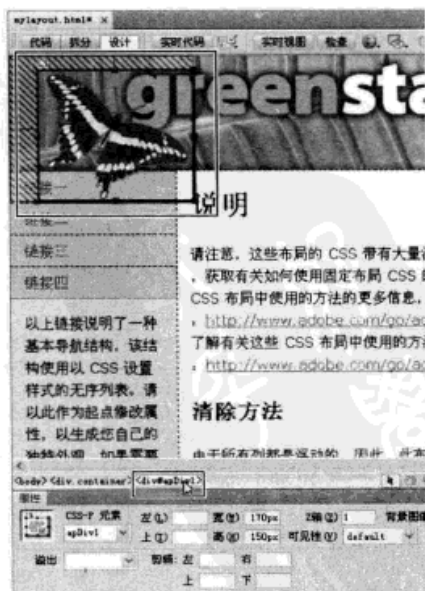 mylayout.html* ×
代码 拆分 设计 实时代码 实时视图 检查
greensta
链接一
链接二
链接三
链接四
说明
请注意，这些布局的 CSS 带有大量
，获取有关如何使用固定布局 CSS 的
CSS 布局中使用的方法的更多信息，
，http://www.adobe.com/go/ad
了解有关这些 CSS 布局中使用的方
，http://www.adobe.com/go/ad
以上链接说明了一种
基本导航结构，该结
构使用以 CSS 设置
样式的无序列表。请
以此作为起点修改属
性，以生成您自己的
独特外观。如果需要
清除方法
由于所有列都是浮动的，因此，此布
<body> <div.container> <div#apDiv1>
属性
CSS-P 元素 左(L) 宽(W) 170px Z轴(Z) 1 背景图像
apDiv1 上(T) 高(H) 150px 可见性(V) default
溢出 剪辑: 左 右
上 下